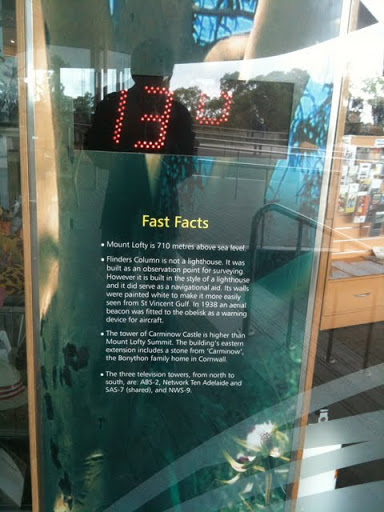 13°
Fast Facts
• Mount Lofty is 710 metres above sea level.
• Flinders Column is not a lighthouse. It was
built as an observation point for surveying.
However it is built in the style of a lighthouse
and it did serve as a navigational aid. Its walls
were painted white to make it more easily
seen from St Vincent Gulf. In 1938 an aerial
beacon was fitted to the obelisk as a warning
device for aircraft.
• The tower of Carminow Castle is higher than
Mount Lofty Summit. The building's eastern
extension includes a stone from 'Carminow',
the Bonython family home in Cornwall.
• The three television towers, from north to
south, are: ABS-2, Network Ten Adelaide and
SAS-7 (shared), and NWS-9.